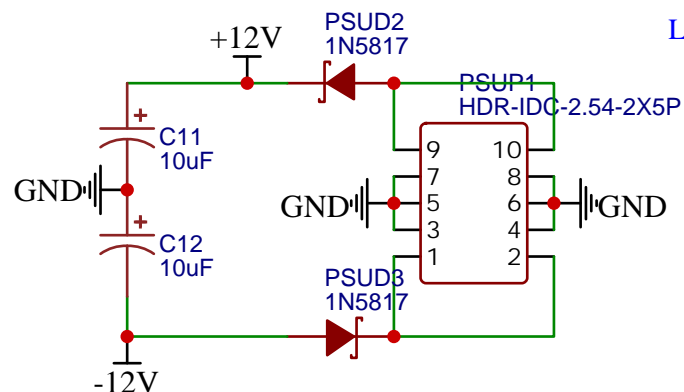 L
PSUD2
1N5817
+12V
PSUP1
HDR-IDC-2.54-2X5P
+
C11
10uF
9 10
7 8
GND
GND 5 6 GND
3 4
+
C12
10uF
1 2
PSUD3
1N5817
-12V